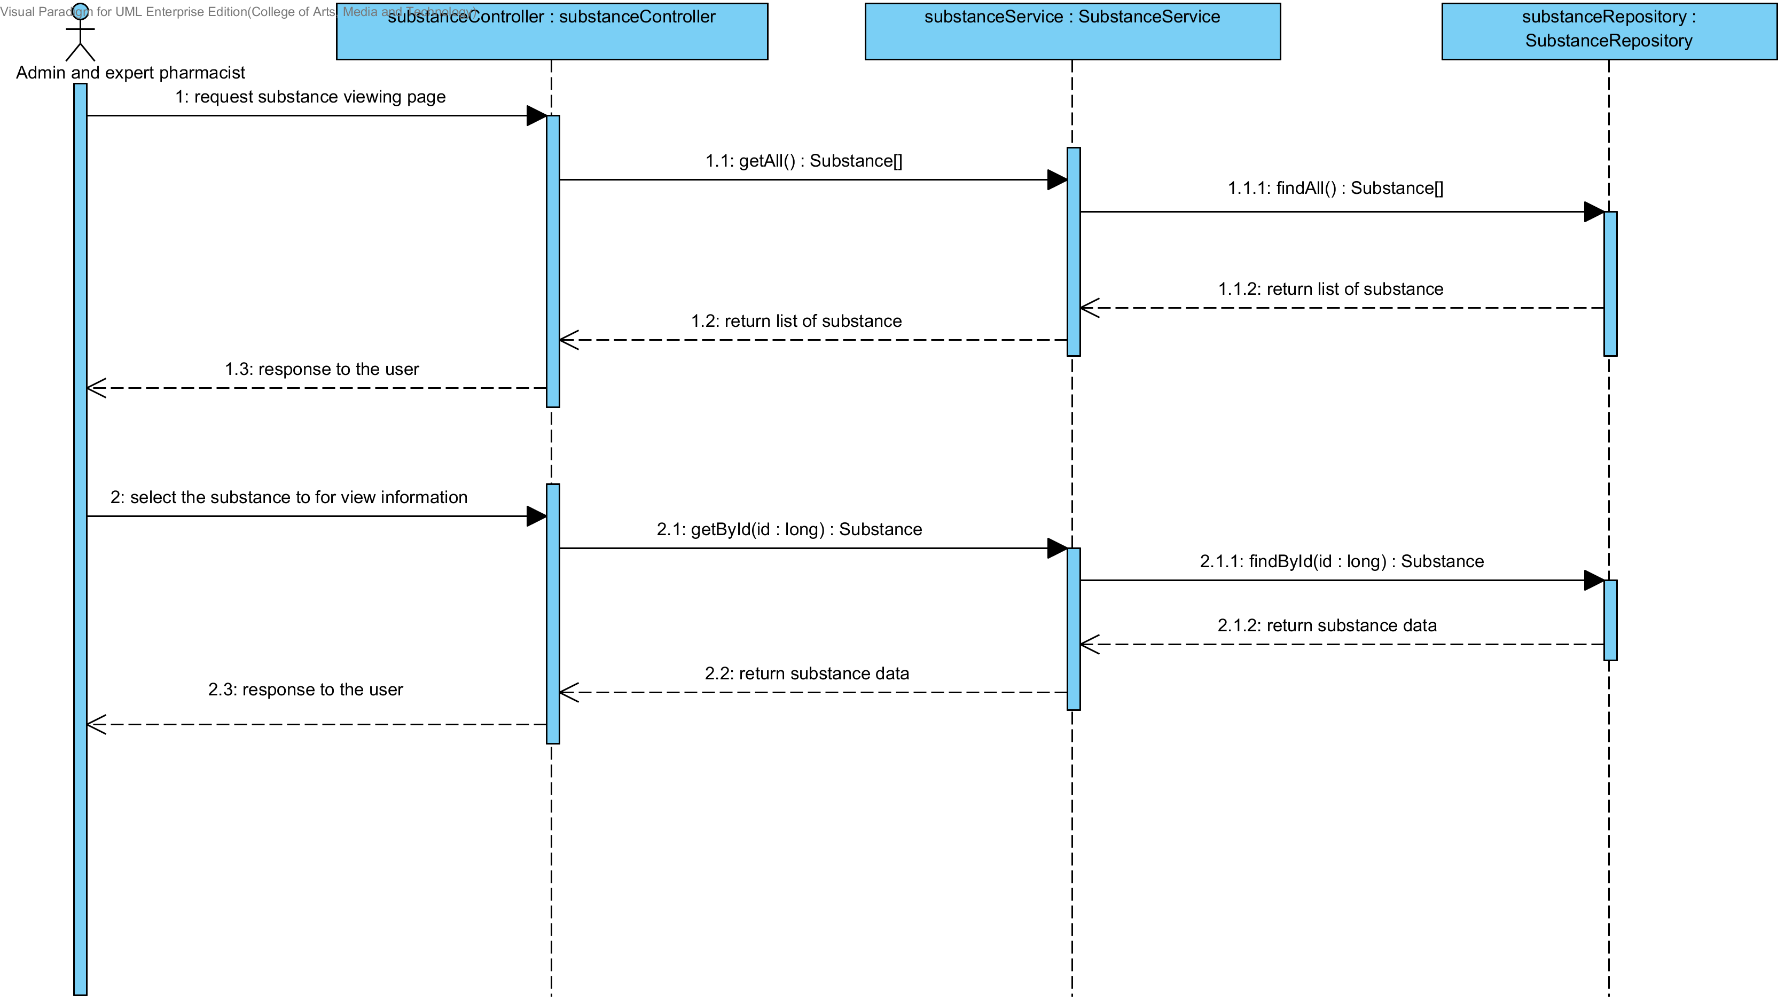 Visual Paradigm for UML Enterprise Edition(College of Arts, Media and Technology)
substanceController : substanceController
substanceService : SubstanceService
substanceRepository :
SubstanceRepository
Admin and expert pharmacist
1: request substance viewing page
1.1: getAll() : Substance[]
1.1.1: findAll() : Substance[]
1.1.2: return list of substance
1.2: return list of substance
1.3: response to the user
2: select the substance to for view information
2.1: getById(id : long) : Substance
2.1.1: findById(id : long) : Substance
2.1.2: return substance data
2.2: return substance data
2.3: response to the user